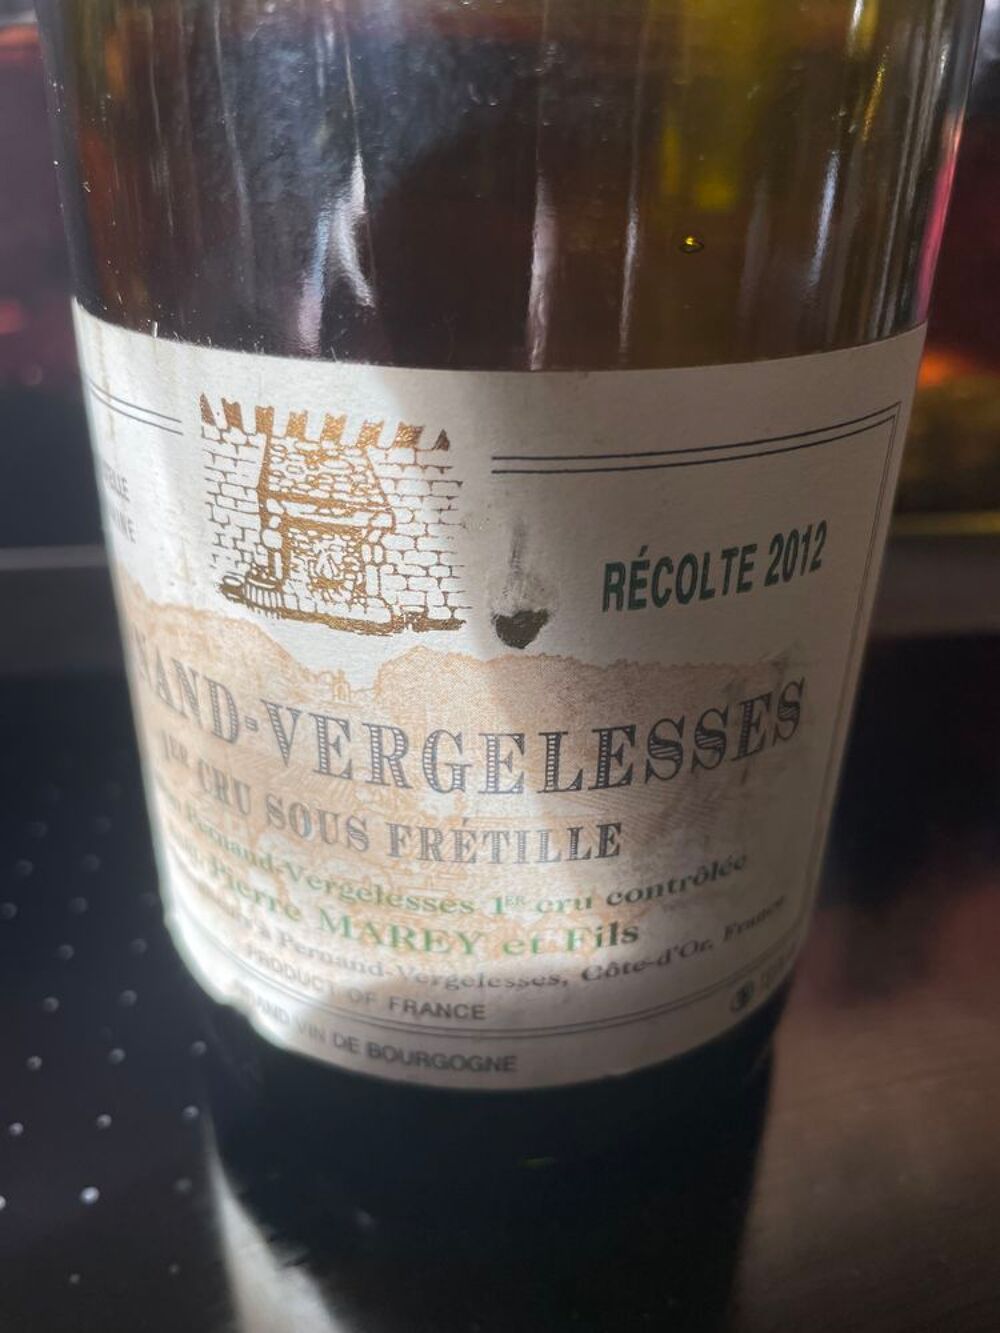 RÉCOLTE 2012
NAND-VERGELESSES
1ER CRU SOUS FRÉTILLE
Pernand-Vergelesses 1ER cru contrôlée
Pierre MAREY et Fils
à Pernand-Vergelesses, Côte-d'Or, France
PRODUCT OF FRANCE
GRAND VIN DE BOURGOGNE